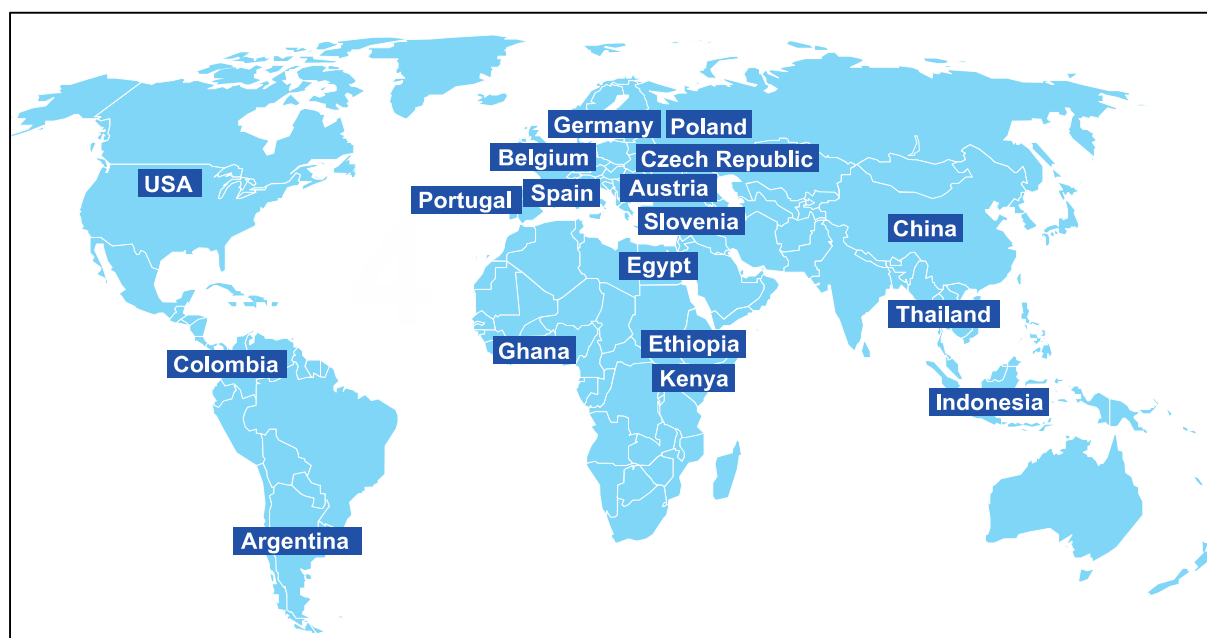 Germany
Poland
Belgium
Czech Republic
USA
Portugal
Spain
Austria
Slovenia
China
Egypt
Thailand
Ghana
Ethiopia
Colombia
Kenya
Indonesia
Argentina